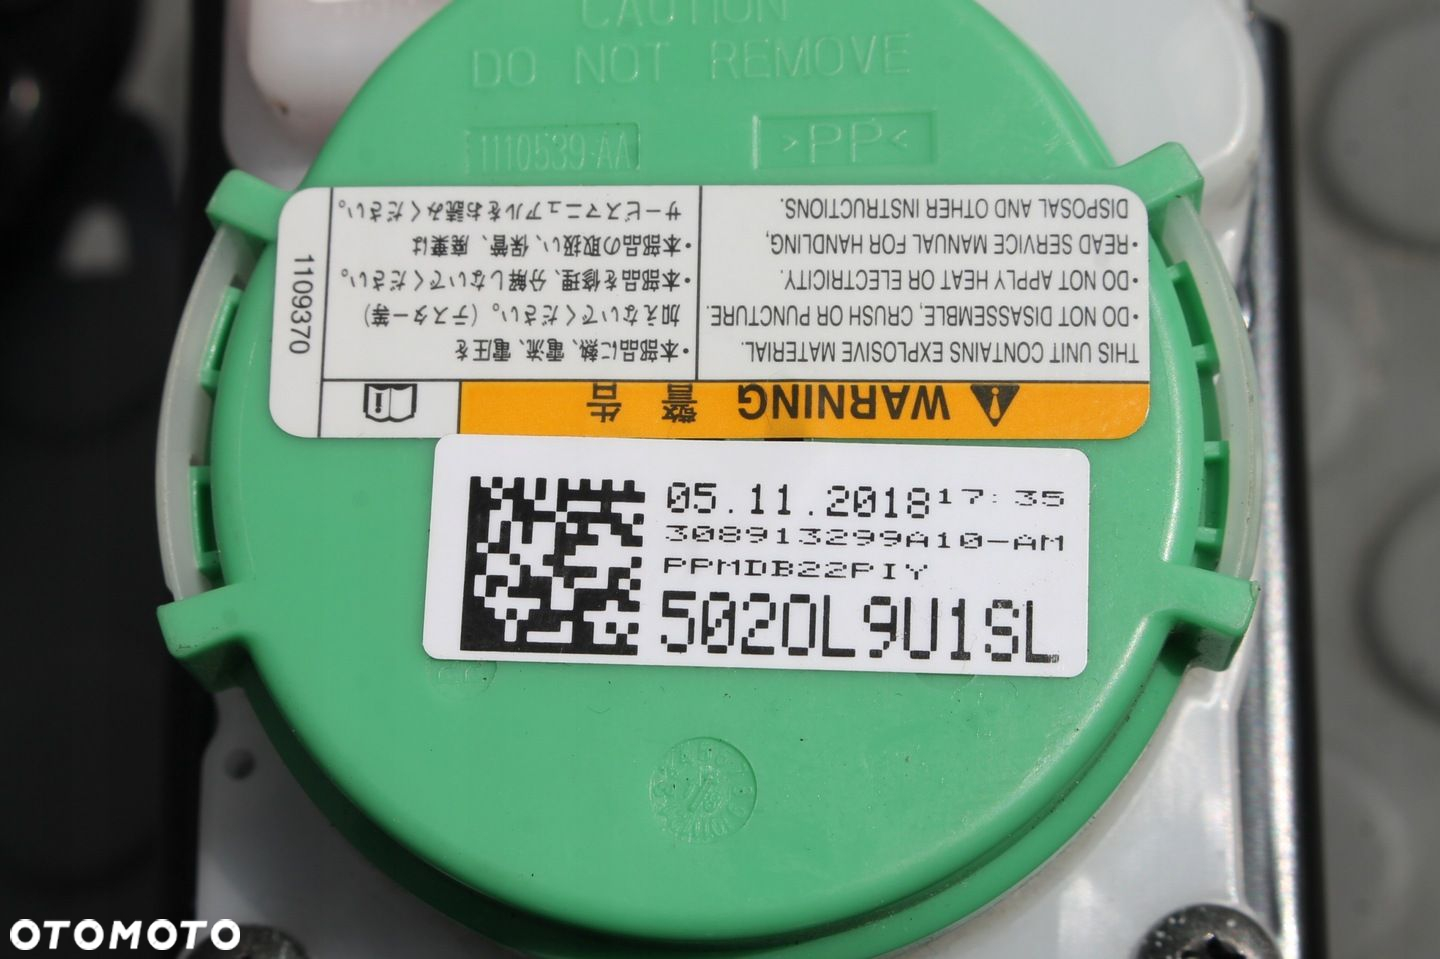 CAUTION
DO NOT REMOVE
1110539-AA
>PP<
1109370
⚠ WARNING 警告
THIS UNIT CONTAINS EXPLOSIVE MATERIAL.
・DO NOT DISASSEMBLE, CRUSH OR PUNCTURE.
・DO NOT APPLY HEAT OR ELECTRICITY.
・READ SERVICE MANUAL FOR HANDLING,
DISPOSAL AND OTHER INSTRUCTIONS.
・本部品に熱、電流、電圧を
加えないでください。(テスター等)
・本部品を修理、分解しないでください。
・本部品の取扱い、保管、廃棄は
サービスマニュアルをお読みください。
05.11.2018 17:35
308913299A10-AM
PPMDB22PIY
5020L9U1SL
OTOMOTO